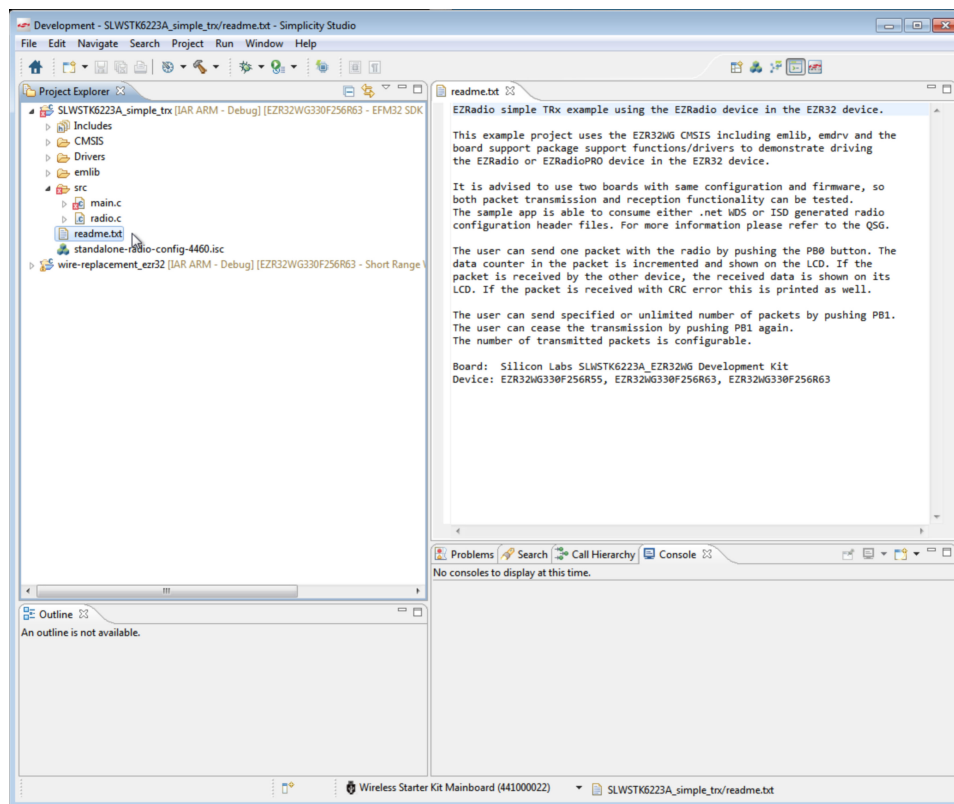 Development - SLWSTK6223A_simple_trx/readme.txt - Simplicity Studio
File Edit Navigate Search Project Run Window Help
Project Explorer
SLWSTK6223A_simple_trx [IAR ARM - Debug] [EZR32WG330F256R63 - EFM32 SDK
Includes
CMSIS
Drivers
emlib
src
main.c
radio.c
readme.txt
standalone-radio-config-4460.isc
wire-replacement_ezr32 [IAR ARM - Debug] [EZR32WG330F256R63 - Short Range
Outline
An outline is not available.
readme.txt
EZRadio simple TRx example using the EZRadio device in the EZR32 device.
This example project uses the EZR32WG CMSIS including emlib, emdrv and the
board support package support functions/drivers to demonstrate driving
the EZRadio or EZRadioPRO device in the EZR32 device.
It is advised to use two boards with same configuration and firmware, so
both packet transmission and reception functionality can be tested.
The sample app is able to consume either .net WDS or ISD generated radio
configuration header files. For more information please refer to the QSG.
The user can send one packet with the radio by pushing the PB0 button. The
data counter in the packet is incremented and shown on the LCD. If the
packet is received by the other device, the received data is shown on its
LCD. If the packet is received with CRC error this is printed as well.
The user can send specified or unlimited number of packets by pushing PB1.
The user can cease the transmission by pushing PB1 again.
The number of transmitted packets is configurable.
Board: Silicon Labs SLWSTK6223A_EZR32WG Development Kit
Device: EZR32WG330F256R55, EZR32WG330F256R63, EZR32WG330F256R63
Problems Search Call Hierarchy Console
No consoles to display at this time.
Wireless Starter Kit Mainboard (441000022) SLWSTK6223A_simple_trx/readme.txt